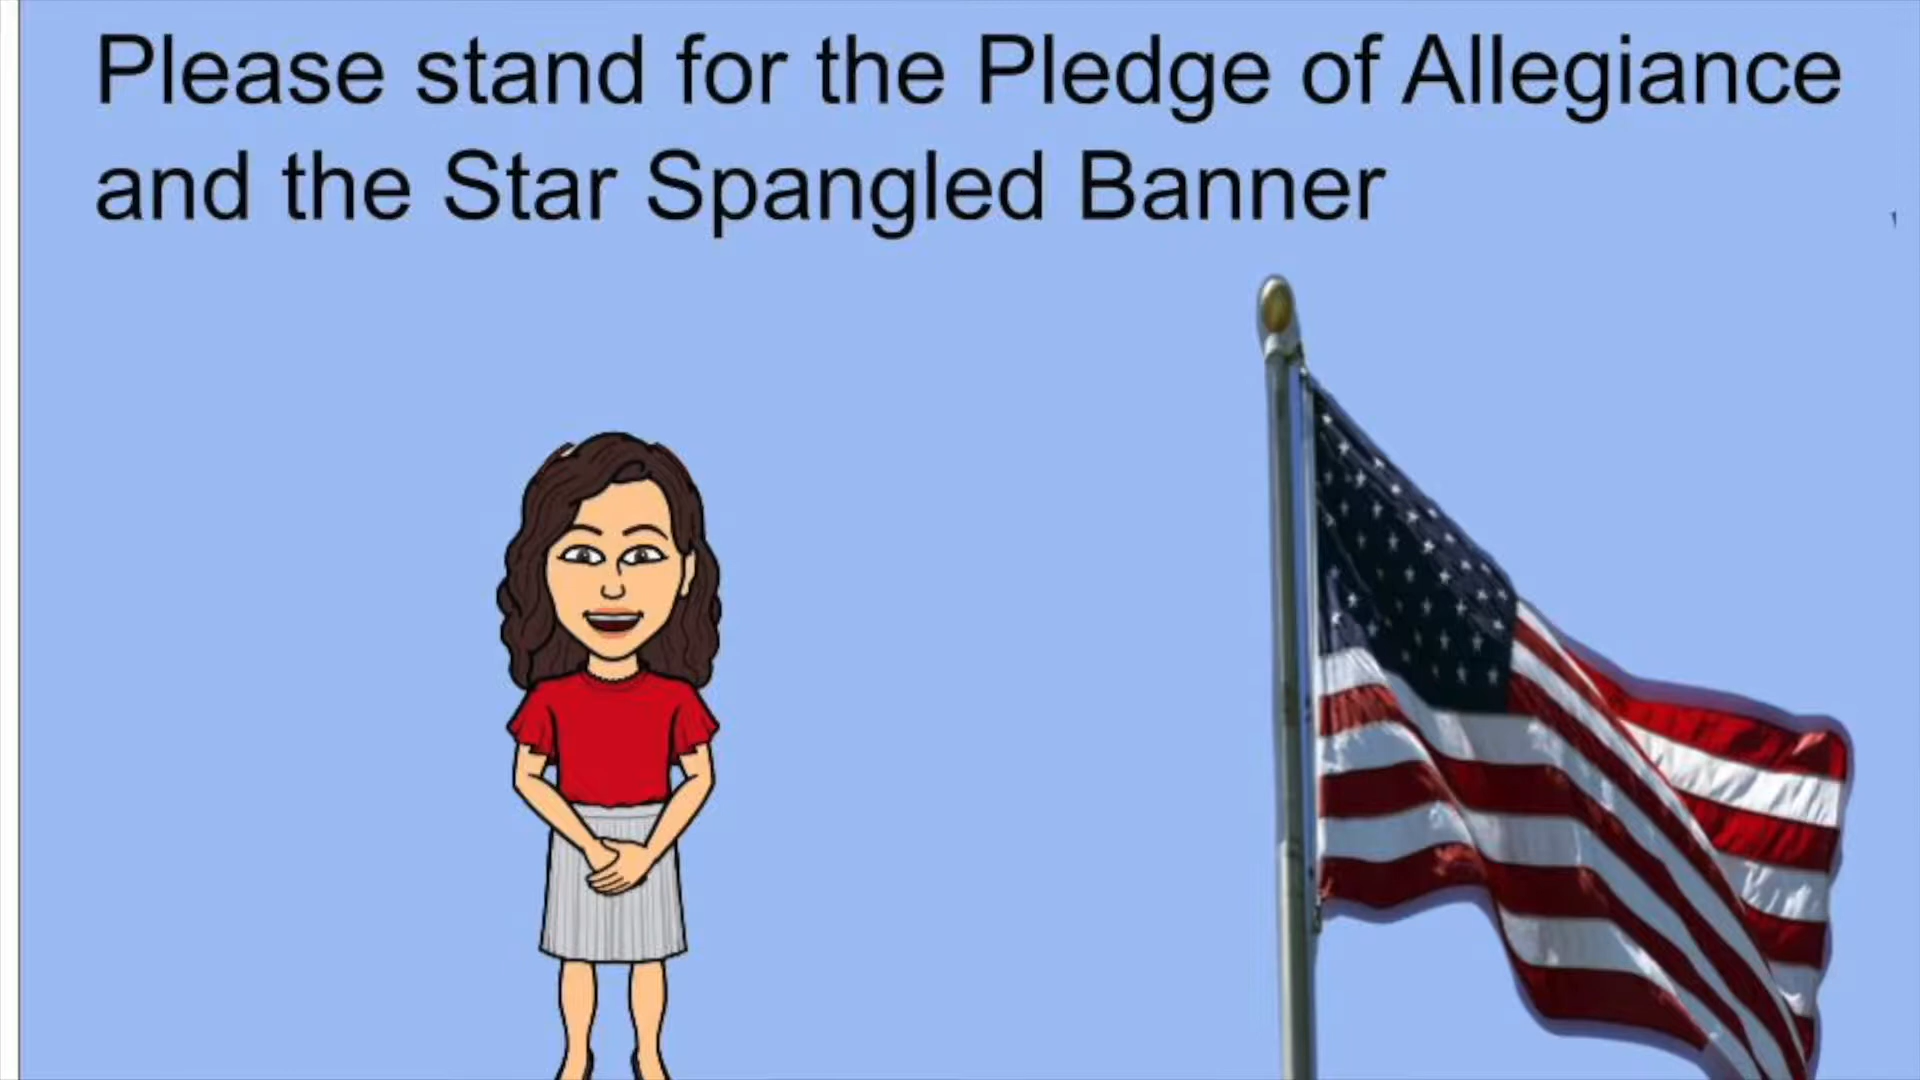 Please stand for the Pledge of Allegiance
and the Star Spangled Banner